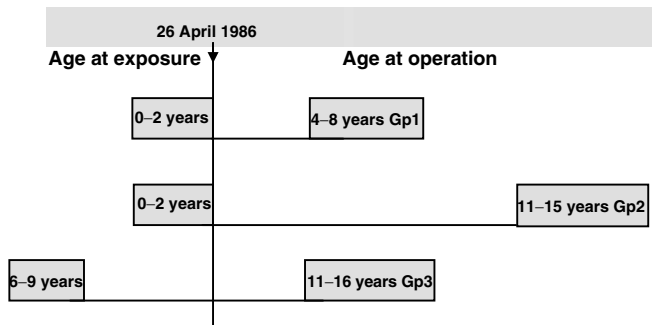 26 April 1986
Age at exposure Age at operation
0–2 years 4–8 years Gp1
0–2 years 11–15 years Gp2
6–9 years 11–16 years Gp3